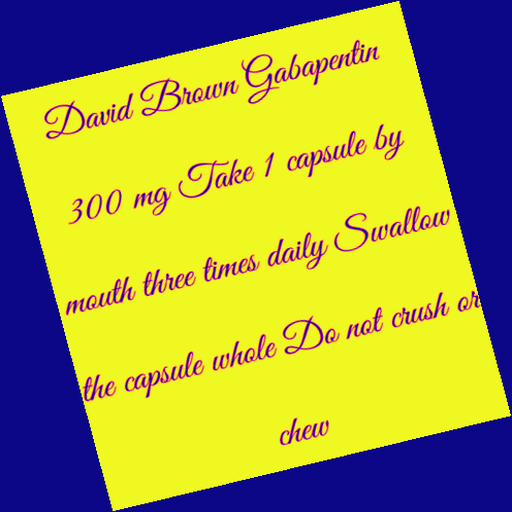 David Brown Gabapentin
300 mg Take 1 capsule by
mouth three times daily Swallow
the capsule whole Do not crush or
chew